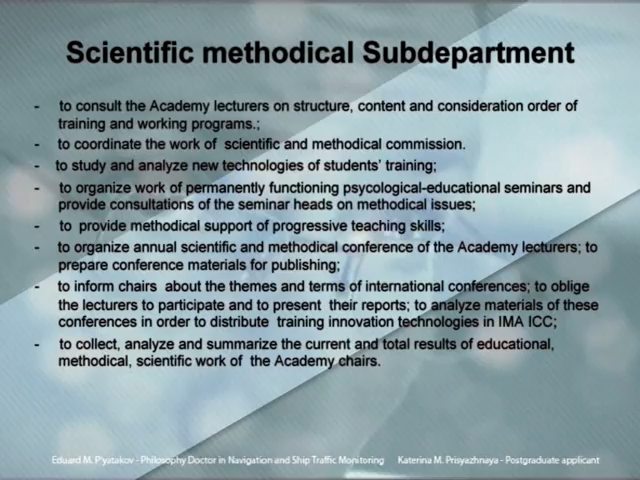 Scientific methodical Subdepartment
- to consult the Academy lecturers on structure, content and consideration order of
training and working programs.;
- to coordinate the work of scientific and methodical commission.
- to study and analyze new technologies of students' training;
- to organize work of permanently functioning psycological-educational seminars and
provide consultations of the seminar heads on methodical issues;
- to provide methodical support of progressive teaching skills;
- to organize annual scientific and methodical conference of the Academy lecturers; to
prepare conference materials for publishing;
- to inform chairs about the themes and terms of international conferences; to oblige
the lecturers to participate and to present their reports; to analyze materials of these
conferences in order to distribute training innovation technologies in IMA ICC;
- to collect, analyze and summarize the current and total results of educational,
methodical, scientific work of the Academy chairs.
Eduard M. P'yatakov - Philosophy Doctor in Navigation and Ship Traffic Monitoring Katerina M. Prisyazhnaya - Postgraduate applicant